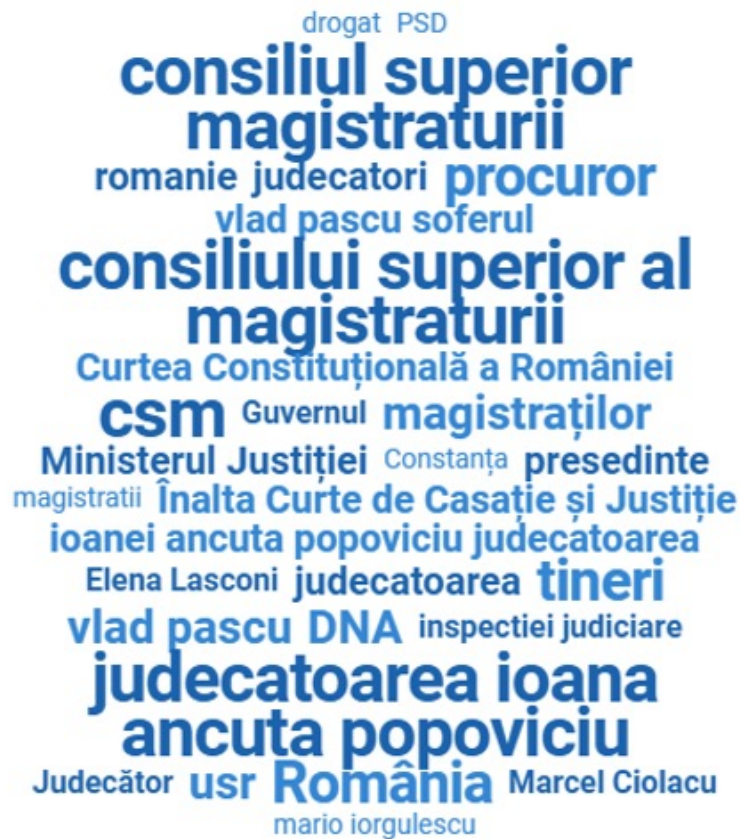 drogat PSD
consiliul superior
magistraturii
romanie judecatori procuror
vlad pascu soferul
consiliului superior al
magistraturii
Curtea Constituțională a României
csm Guvernul magistraților
Ministerul Justiției Constanța presedinte
magistratii Înalta Curte de Casație și Justiție
ioanei ancuta popoviciu judecatoarea
Elena Lasconi judecatoarea tineri
vlad pascu DNA inspectiei judiciare
judecatoarea ioana
ancuta popoviciu
Judecător usr România Marcel Ciolacu
mario iorgulescu